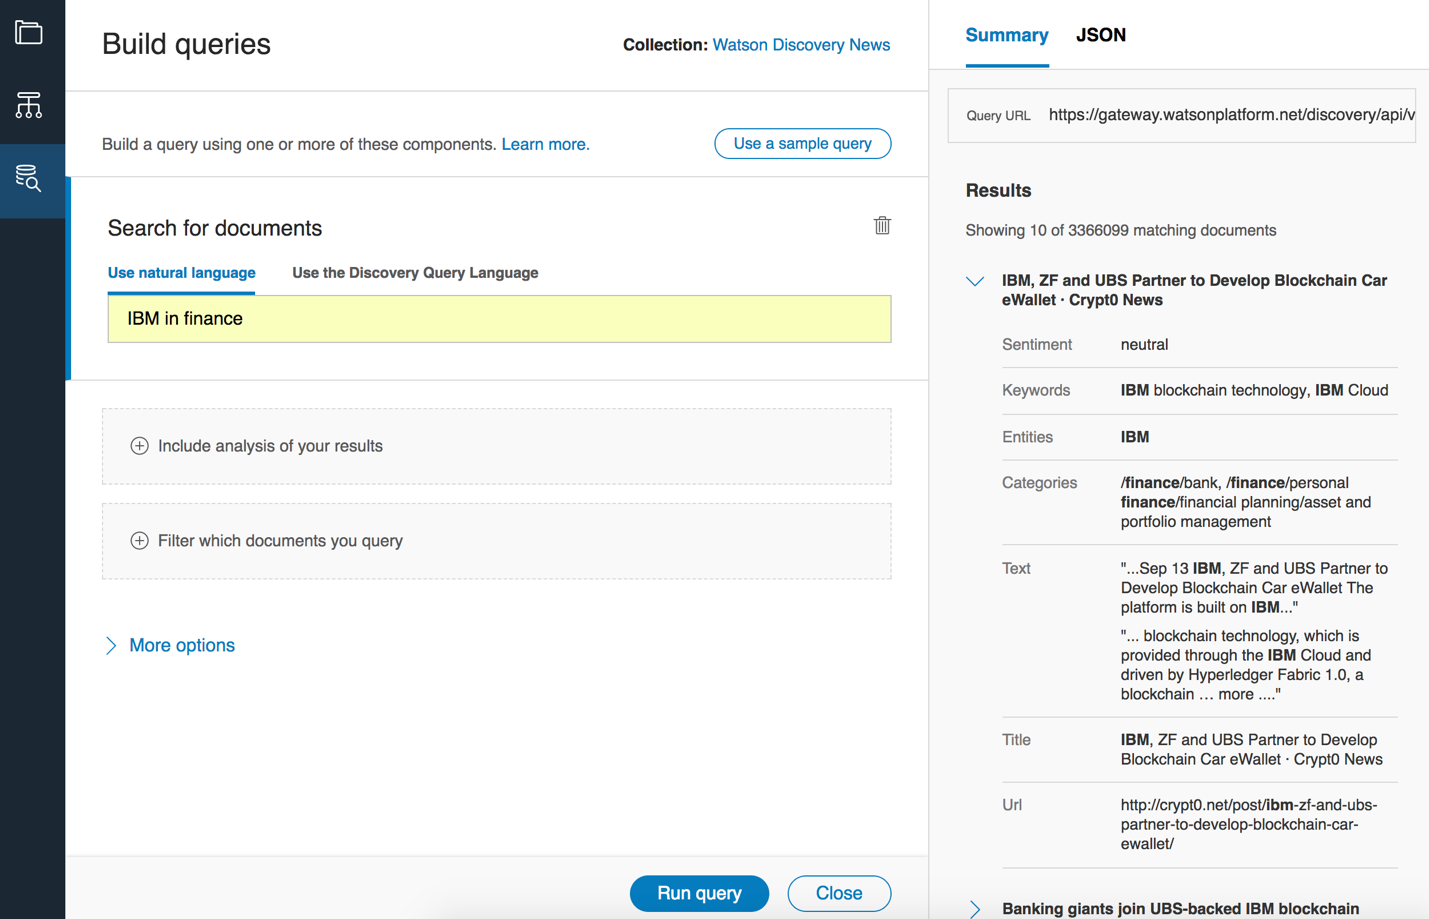 Build queries
Collection: Watson Discovery News
Build a query using one or more of these components. Learn more.
Use a sample query
Search for documents
Use natural language
Use the Discovery Query Language
IBM in finance
Include analysis of your results
Filter which documents you query
More options
Run query
Close
Summary
JSON
Query URL https://gateway.watsonplatform.net/discovery/api/v
Results
Showing 10 of 3366099 matching documents
IBM, ZF and UBS Partner to Develop Blockchain Car
eWallet · Crypt0 News
Sentiment neutral
Keywords IBM blockchain technology, IBM Cloud
Entities IBM
Categories /finance/bank, /finance/personal
finance/financial planning/asset and
portfolio management
Text "...Sep 13 IBM, ZF and UBS Partner to
Develop Blockchain Car eWallet The
platform is built on IBM..."
"... blockchain technology, which is
provided through the IBM Cloud and
driven by Hyperledger Fabric 1.0, a
blockchain … more ...."
Title IBM, ZF and UBS Partner to Develop
Blockchain Car eWallet · Crypt0 News
Url http://crypt0.net/post/ibm-zf-and-ubs-
partner-to-develop-blockchain-car-
ewallet/
Banking giants join UBS-backed IBM blockchain